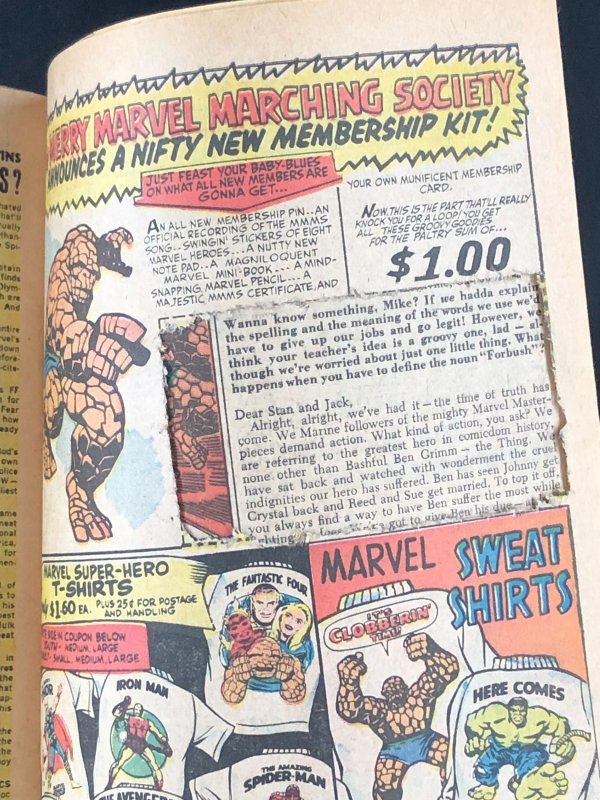 MERRY MARVEL MARCHING SOCIETY
ANNOUNCES A NIFTY NEW MEMBERSHIP KIT!
JUST FEAST YOUR BABY-BLUES
ON WHAT ALL NEW MEMBERS ARE
GONNA GET...
AN ALL NEW MEMBERSHIP PIN..AN
OFFICIAL RECORDING OF THE MMMS
SONG..SWINGIN' STICKERS OF EIGHT
MARVEL HEROES...A NUTTY NEW
NOTE PAD..A MAGNILOQUENT
MARVEL MINI-BOOK---A MIND-
SNAPPING MARVEL PENCIL---A
MAJESTIC MMMS CERTIFICATE, AND
YOUR OWN MUNIFICENT MEMBERSHIP
CARD.
NOW, THIS IS THE PART THAT'LL REALLY
KNOCK YOU FOR A LOOP! YOU GET
ALL THESE GROOVY GOODIES
FOR THE PALTRY SUM OF...
$1.00
Wanna know something, Mike? If we hadda explain
the spelling and the meaning of the words we use we'd
have to give up our jobs and go legit! However, we
think your teacher's idea is a groovy one, lad — al-
though we're worried about just one little thing. What
happens when you have to define the noun "Forbush"?
Dear Stan and Jack,
Alright, alright, we've had it — the time of truth has
come. We Marine followers of the mighty Marvel Master-
pieces demand action. What kind of action, you ask? We
are referring to the greatest hero in comicdom history,
none other than Bashful Ben Grimm — the Thing. We
have sat back and watched with wonderment the cruel
indignities our hero has suffered. Ben has seen Johnny get
Crystal back and Reed and Sue get married. To top it off,
you always find a way to have Ben suffer the most while
got to give Ben his due
MARVEL SUPER-HERO
T-SHIRTS
$1.60 EA. PLUS 25¢ FOR POSTAGE
AND HANDLING
COUPON BELOW
MEDIUM, LARGE
SMALL, MEDIUM, LARGE
THE FANTASTIC FOUR
IRON MAN
THE AMAZING
SPIDER-MAN
THE AVENGERS
MARVEL SWEAT
SHIRTS
IT'S
CLOBBERIN'
TIME!
HERE COMES